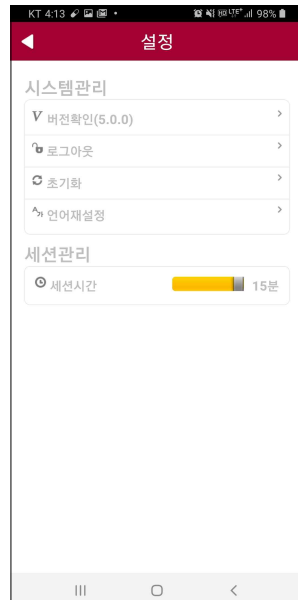 KT 4:13 98%
설정
시스템관리
V 버전확인(5.0.0)
로그아웃
초기화
언어재설정
세션관리
세션시간 15분